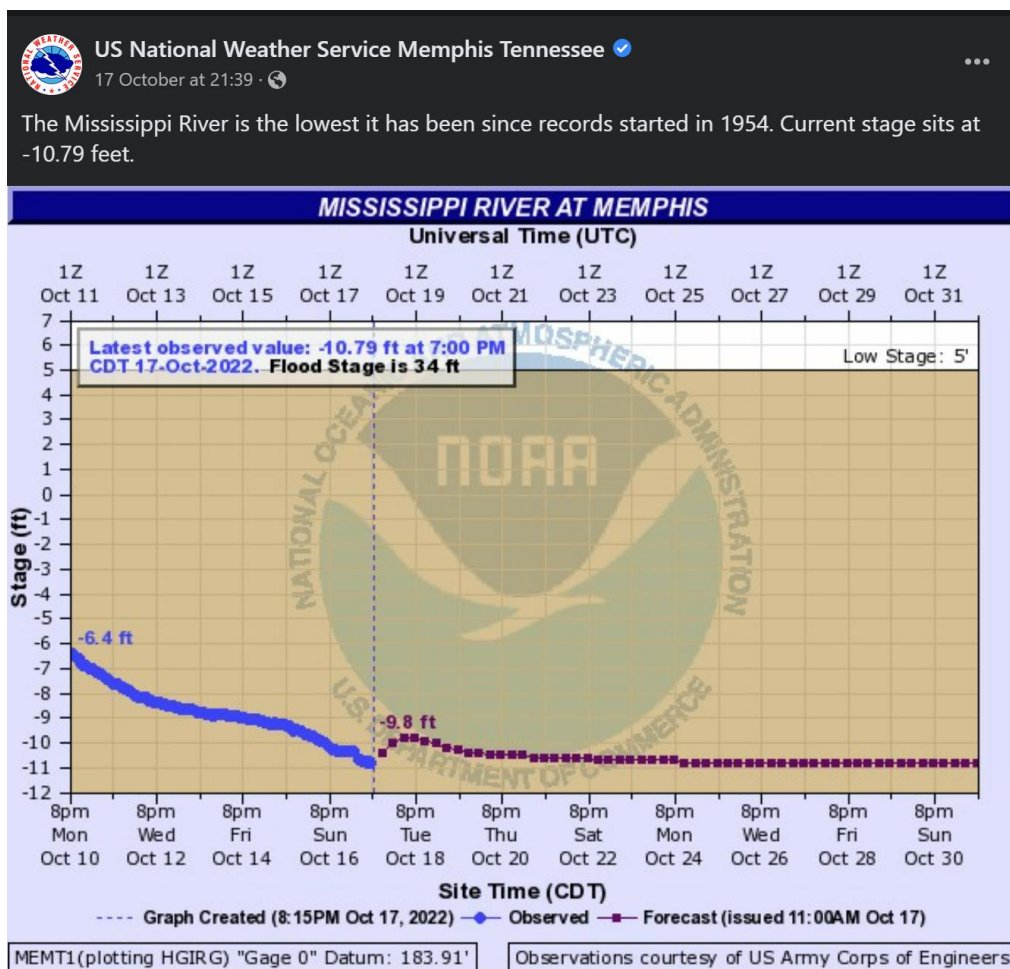 US National Weather Service Memphis Tennessee
17 October at 21:39 ·
The Mississippi River is the lowest it has been since records started in 1954. Current stage sits at
-10.79 feet.
MISSISSIPPI RIVER AT MEMPHIS
Universal Time (UTC)
1Z 1Z 1Z 1Z 1Z 1Z 1Z 1Z 1Z 1Z 1Z
Oct 11 Oct 13 Oct 15 Oct 17 Oct 19 Oct 21 Oct 23 Oct 25 Oct 27 Oct 29 Oct 31
7
6
5
4
3
2
1
0
-1
-2
-3
-4
-5
-6
-7
-8
-9
-10
-11
-12
Stage (ft)
Latest observed value: -10.79 ft at 7:00 PM
CDT 17-Oct-2022. Flood Stage is 34 ft
Low Stage: 5'
NOAA
NATIONAL OCEANIC ATMOSPHERIC ADMINISTRATION
U.S. DEPARTMENT OF COMMERCE
-6.4 ft
-9.8 ft
8pm 8pm 8pm 8pm 8pm 8pm 8pm 8pm 8pm 8pm 8pm
Mon Wed Fri Sun Tue Thu Sat Mon Wed Fri Sun
Oct 10 Oct 12 Oct 14 Oct 16 Oct 18 Oct 20 Oct 22 Oct 24 Oct 26 Oct 28 Oct 30
Site Time (CDT)
Graph Created (8:15PM Oct 17, 2022) Observed Forecast (issued 11:00AM Oct 17)
MEMT1(plotting HGIRG) "Gage 0" Datum: 183.91'
Observations courtesy of US Army Corps of Engineers